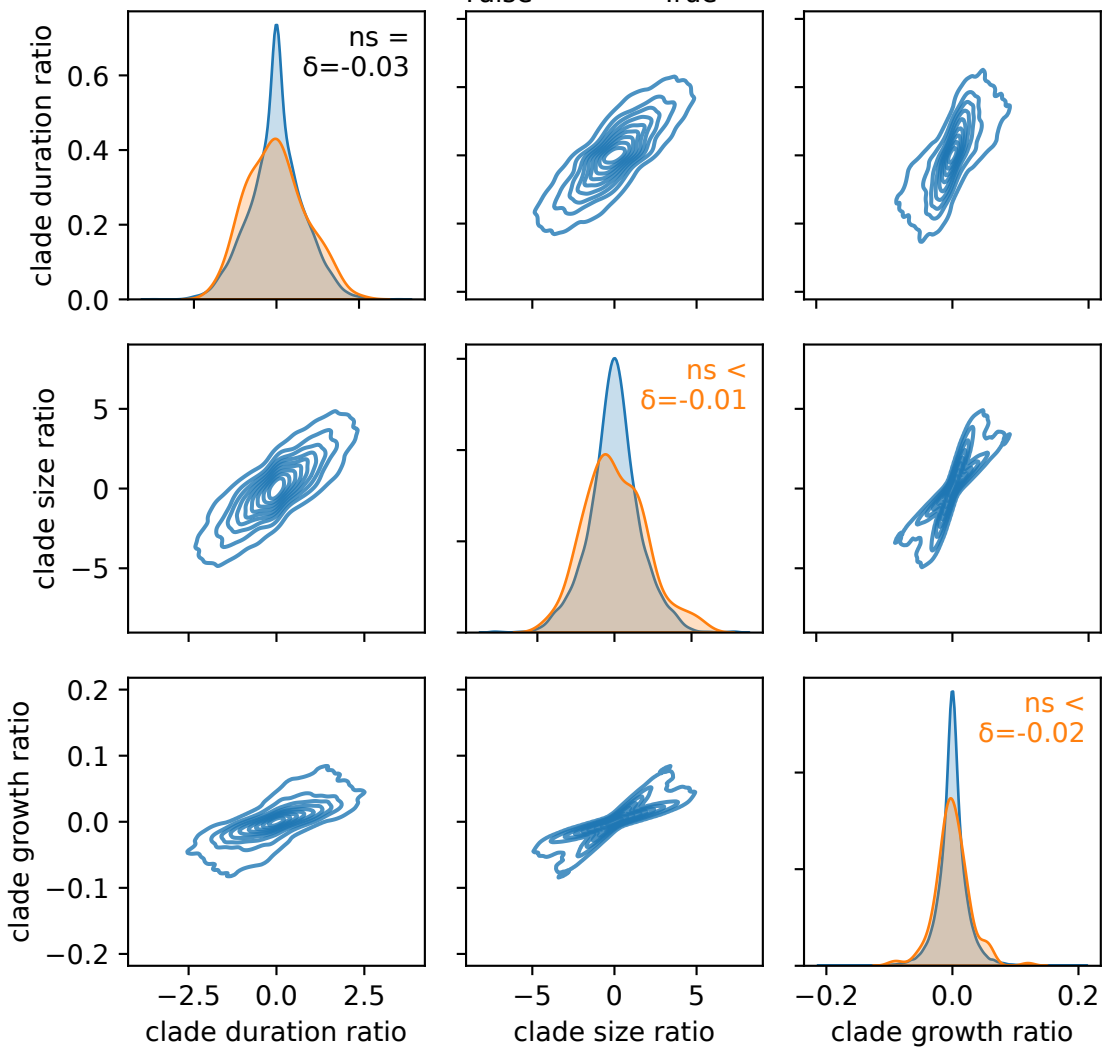 ns =
δ=-0.03
clade duration ratio
0.6
0.4
0.2
0.0
ns <
δ=-0.01
clade size ratio
5
0
−5
ns <
δ=-0.02
clade growth ratio
0.2
0.1
0.0
−0.1
−0.2
−2.5 0.0 2.5
−5 0 5
−0.2 0.0 0.2
clade duration ratio
clade size ratio
clade growth ratio